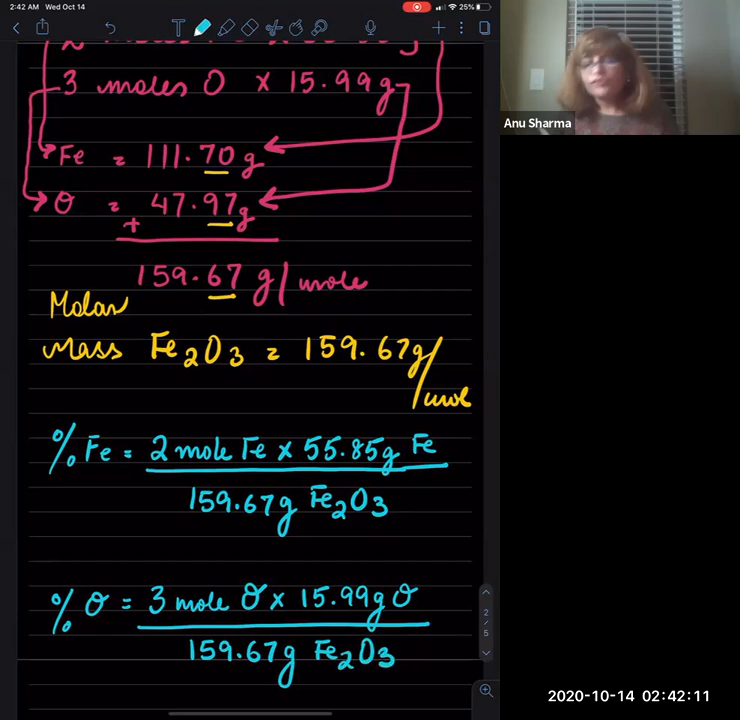 2:42 AM Wed Oct 14
25%
3 moles O x 15.99g
Fe = 111.70g
O = 47.97g
+
159.67 g/mole
Molar
Mass Fe2O3 = 159.67g/mol
%Fe = 2 mole Fe x 55.85g Fe
159.67g Fe2O3
% O = 3 mole O x 15.99g O
159.67g Fe2O3
2/5
Anu Sharma
2020-10-14 02:42:11